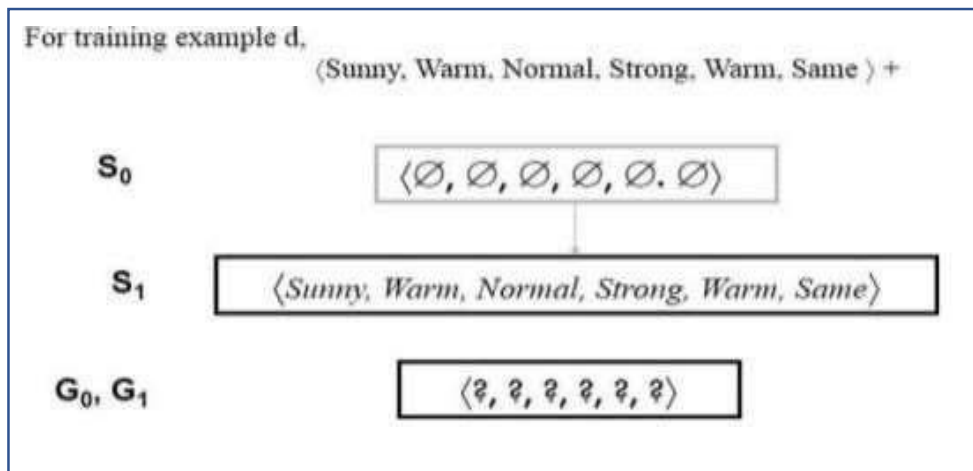 For training example d,
⟨Sunny, Warm, Normal, Strong, Warm, Same ⟩ +
S₀
⟨∅, ∅, ∅, ∅, ∅. ∅⟩
S₁
⟨Sunny, Warm, Normal, Strong, Warm, Same⟩
G₀, G₁
⟨?, ?, ?, ?, ?, ?⟩